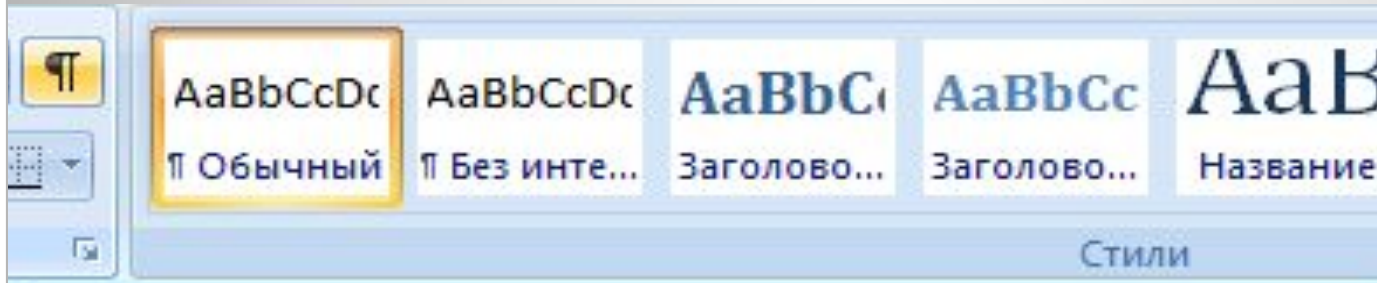 ¶
AaBbCcDc AaBbCcDc AaBbC AaBbCc AaB
¶ Обычный ¶ Без инте... Заголово... Заголово... Название
Стили